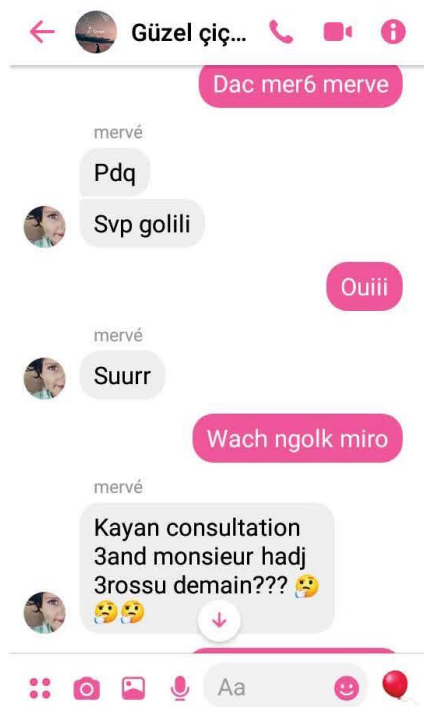 Güzel çiç...
Dac mer6 merve
mervé
Pdq
Svp golili
Ouiii
mervé
Suurr
Wach ngolk miro
mervé
Kayan consultation
3and monsieur hadj
3rossu demain??? 🤔
🤔🤔
Aa